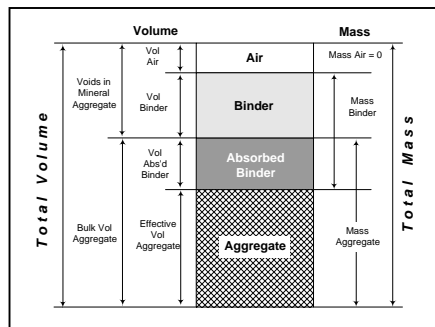 Volume
Mass
Total Volume
Voids in
Mineral
Aggregate
Vol
Air
Air
Mass Air = 0
Vol
Binder
Binder
Mass
Binder
Vol
Abs'd
Binder
Absorbed
Binder
Bulk Vol
Aggregate
Effective
Vol
Aggregate
Aggregate
Mass
Aggregate
Total Mass